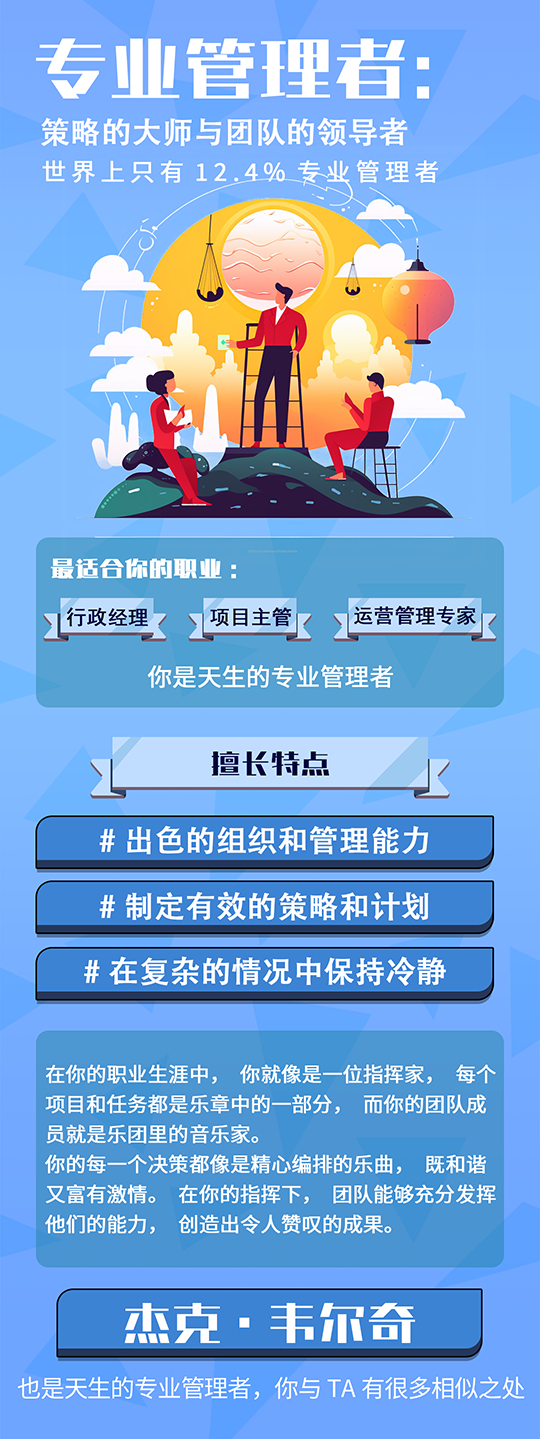 专业管理者：
策略的大师与团队的领导者
世界上只有 12.4% 专业管理者
最适合你的职业：
行政经理
项目主管
运营管理专家
你是天生的专业管理者
擅长特点
# 出色的组织和管理能力
# 制定有效的策略和计划
# 在复杂的情况中保持冷静
在你的职业生涯中， 你就像是一位指挥家， 每个
项目和任务都是乐章中的一部分， 而你的团队成
员就是乐团里的音乐家。
你的每一个决策都像是精心编排的乐曲， 既和谐
又富有激情。 在你的指挥下， 团队能够充分发挥
他们的能力， 创造出令人赞叹的成果。
杰克·韦尔奇
也是天生的专业管理者，你与 TA 有很多相似之处